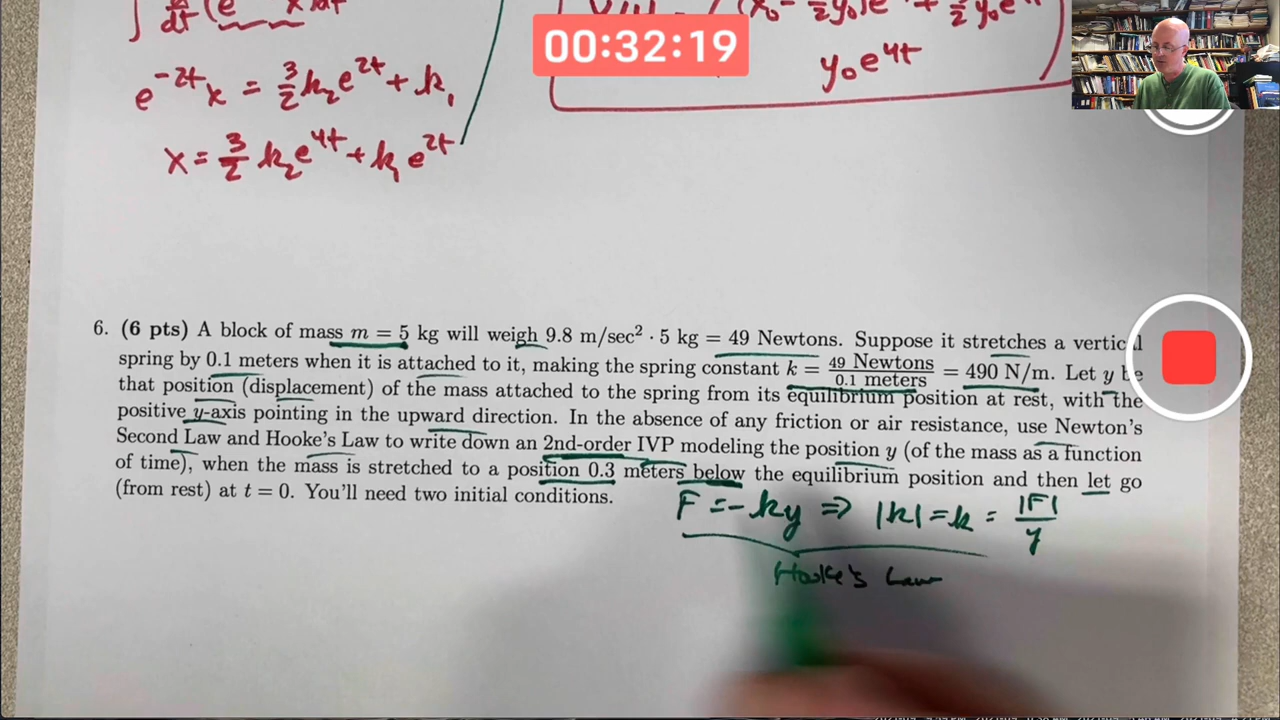 00:32:19
e^{-2t} x = 3/2 k₂ e^{2t} + k₁
x = 3/2 k₂ e^{4t} + k₁ e^{2t}
y₀ e^{4t}
6. (6 pts) A block of mass m = 5 kg will weigh 9.8 m/sec² · 5 kg = 49 Newtons. Suppose it stretches a vertical
spring by 0.1 meters when it is attached to it, making the spring constant k = 49 Newtons / 0.1 meters = 490 N/m. Let y be
that position (displacement) of the mass attached to the spring from its equilibrium position at rest, with the
positive y-axis pointing in the upward direction. In the absence of any friction or air resistance, use Newton's
Second Law and Hooke's Law to write down an 2nd-order IVP modeling the position y (of the mass as a function
of time), when the mass is stretched to a position 0.3 meters below the equilibrium position and then let go
(from rest) at t = 0. You'll need two initial conditions.
F = -ky ⇒ |k| = k = |F|/y
Hooke's Law